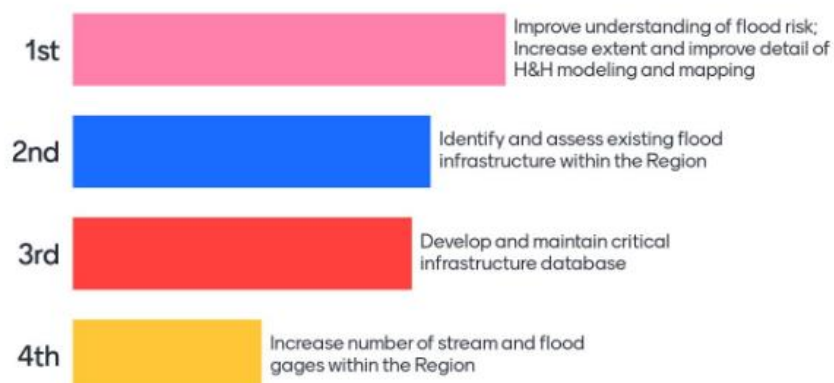 1st
Improve understanding of flood risk;
Increase extent and improve detail of
H&H modeling and mapping
2nd
Identify and assess existing flood
infrastructure within the Region
3rd
Develop and maintain critical
infrastructure database
4th
Increase number of stream and flood
gages within the Region